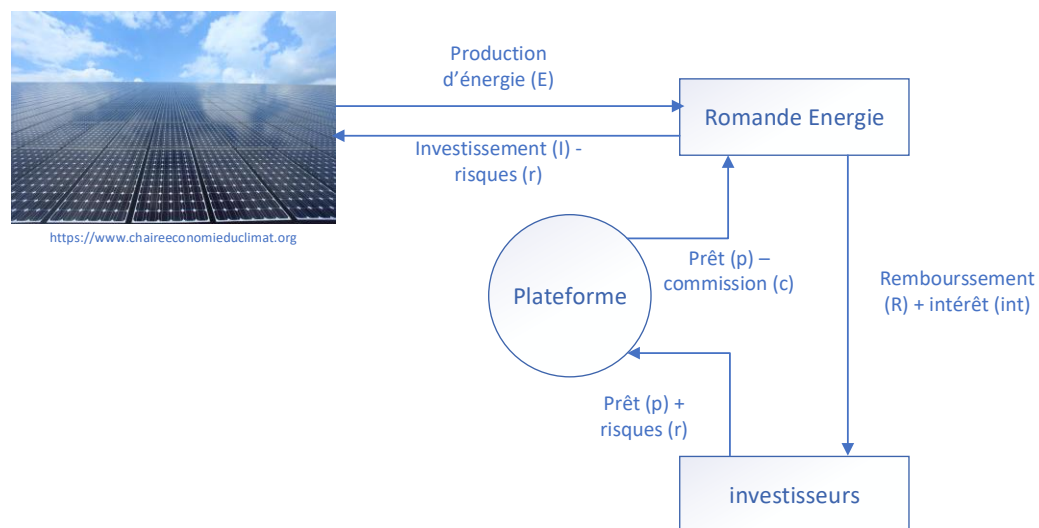 Production
d’énergie (E)
Romande Energie
Investissement (I) -
risques (r)
https://www.chaireeconomieduclimat.org
Plateforme
Prêt (p) –
commission (c)
Rembourssement
(R) + intérêt (int)
Prêt (p) +
risques (r)
investisseurs